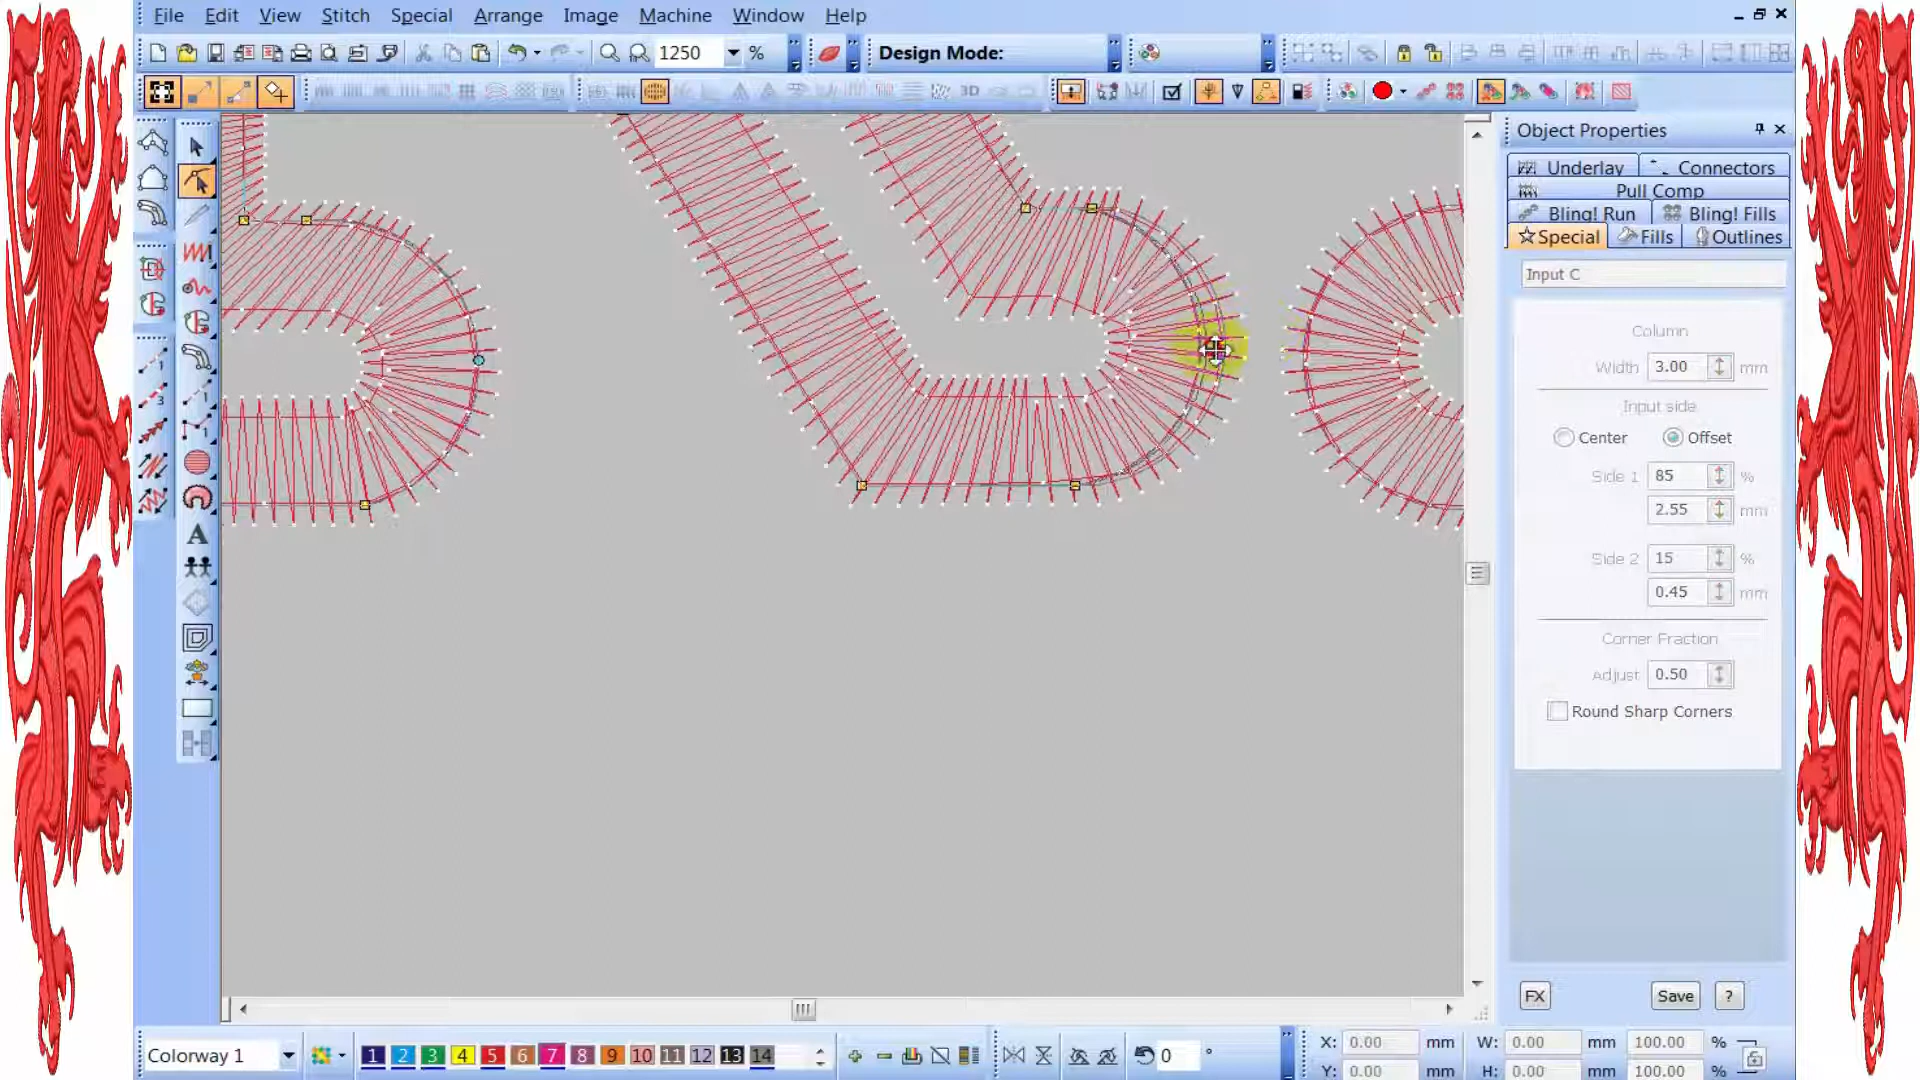 File Edit View Stitch Special Arrange Image Machine Window Help
1250 %
Design Mode:
3D
Object Properties
Underlay Connectors
Pull Comp
Bling! Run Bling! Fills
Special Fills Outlines
Input C
Column
Width 3.00 mm
Input side
Center Offset
Side 1 85 %
2.55 mm
Side 2 15 %
0.45 mm
Corner Fraction
Adjust 0.50
Round Sharp Corners
A
FX Save ?
Colorway 1 1 2 3 4 5 6 7 8 9 10 11 12 13 14 0 °
X: 0.00 mm W: 0.00 mm 100.00 %
Y: 0.00 mm H: 0.00 mm 100.00 %